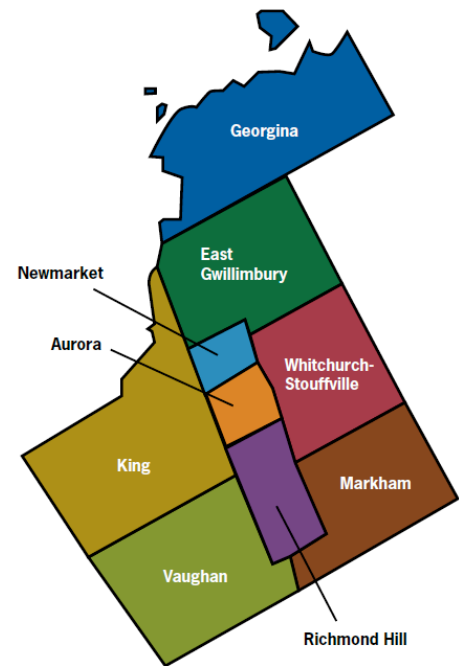 Georgina
East
Gwillimbury
Newmarket
Aurora
Whitchurch-
Stouffville
King
Markham
Vaughan
Richmond Hill